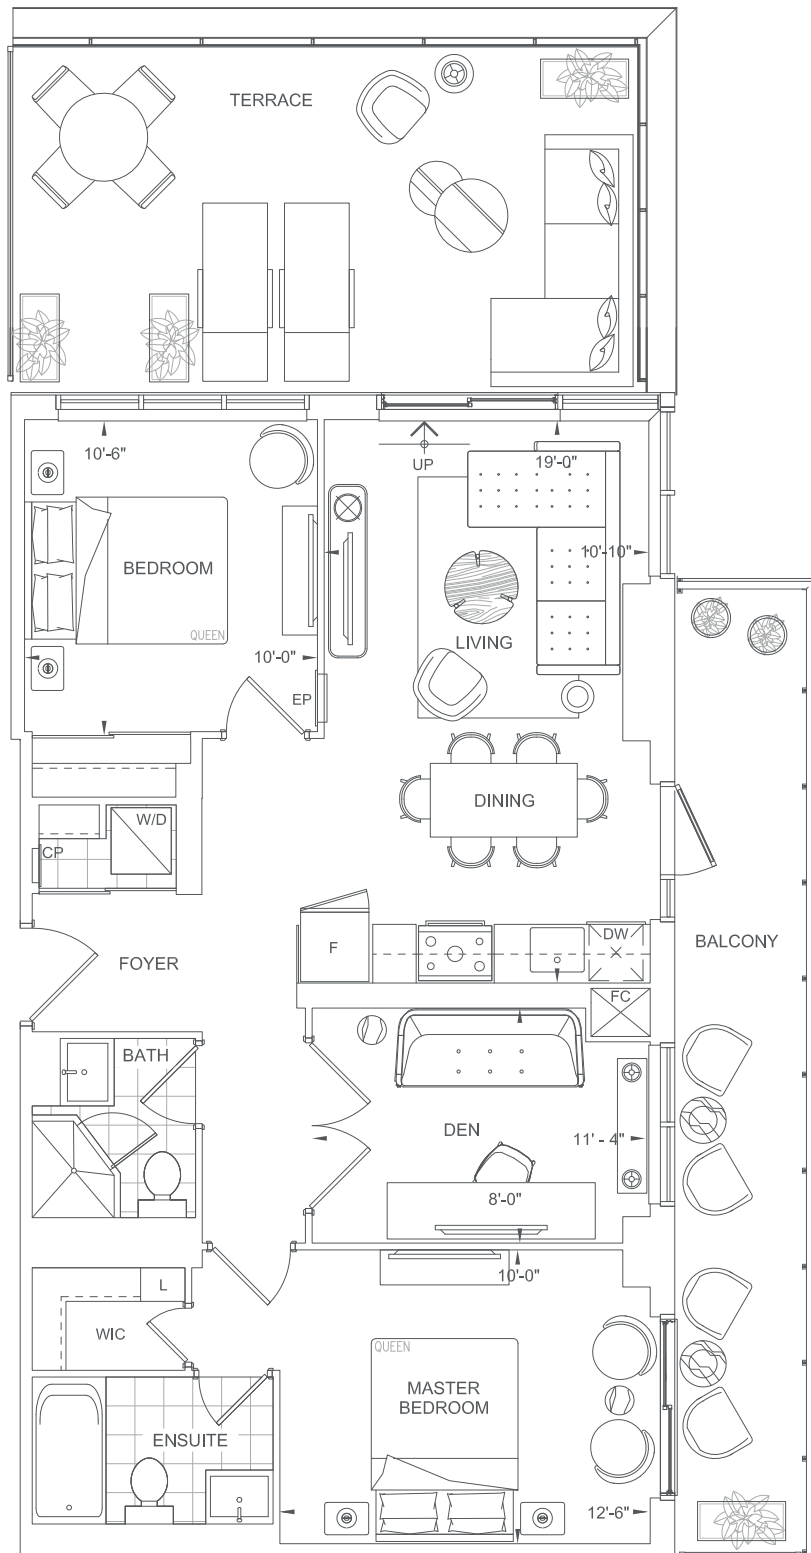 TERRACE
10'-6"
UP
19'-0"
10'-10"
BEDROOM
QUEEN
LIVING
10'-0"
EP
DINING
W/D
CP
F
DW
BALCONY
FOYER
FC
BATH
DEN
11' - 4"
8'-0"
10'-0"
L
WIC
QUEEN
MASTER
BEDROOM
ENSUITE
12'-6"